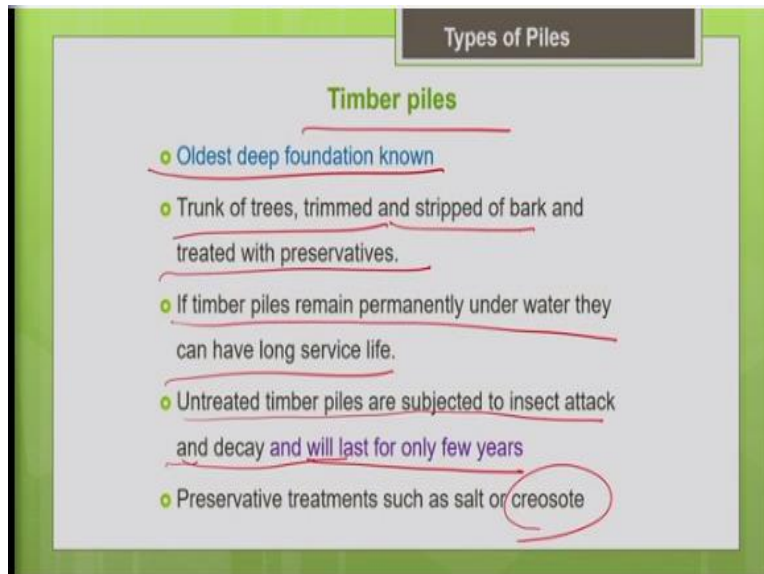 Types of Piles
Timber piles
Oldest deep foundation known
Trunk of trees, trimmed and stripped of bark and
treated with preservatives.
If timber piles remain permanently under water they
can have long service life.
Untreated timber piles are subjected to insect attack
and decay and will last for only few years
Preservative treatments such as salt or creosote